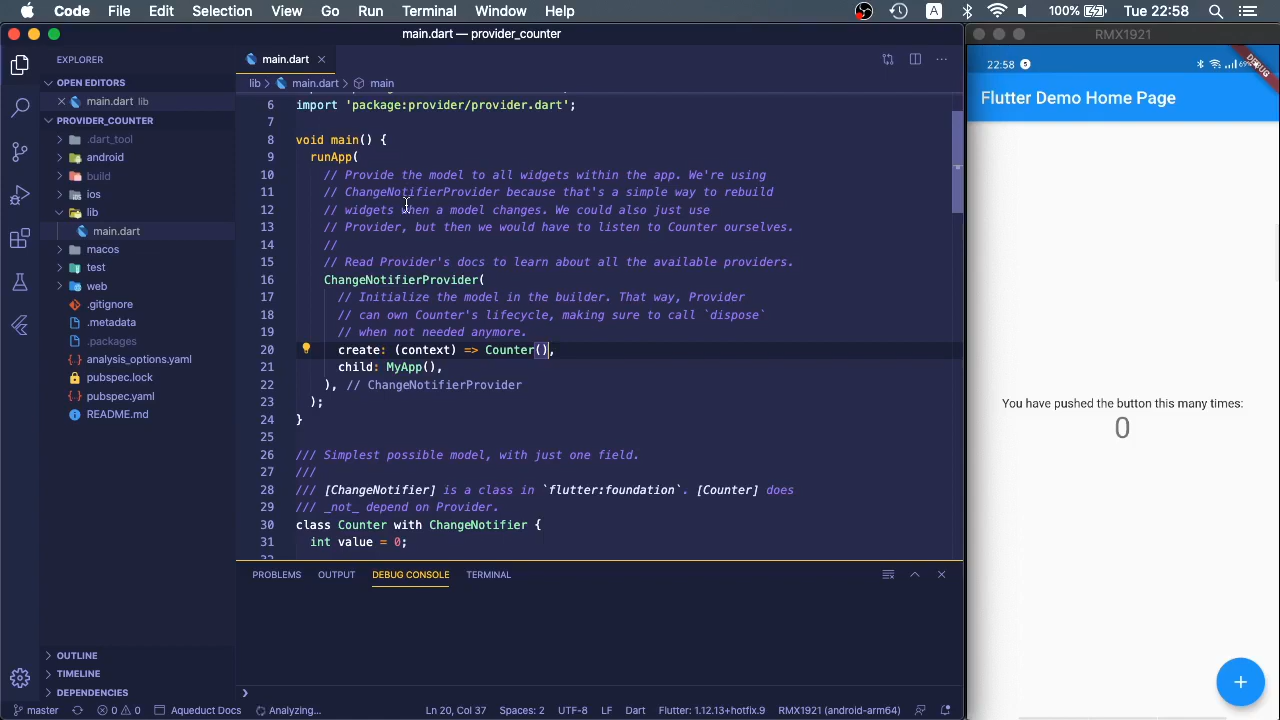 Code File Edit Selection View Go Run Terminal Window Help 100% Tue 22:58
main.dart — provider_counter
RMX1921
EXPLORER
OPEN EDITORS
main.dart lib
PROVIDER_COUNTER
.dart_tool
android
build
ios
lib
main.dart
macos
test
web
.gitignore
.metadata
.packages
analysis_options.yaml
pubspec.lock
pubspec.yaml
README.md
OUTLINE
TIMELINE
DEPENDENCIES
main.dart
lib > main.dart > main
6 import 'package:provider/provider.dart';
7
8 void main() {
9 runApp(
10 // Provide the model to all widgets within the app. We're using
11 // ChangeNotifierProvider because that's a simple way to rebuild
12 // widgets when a model changes. We could also just use
13 // Provider, but then we would have to listen to Counter ourselves.
14 //
15 // Read Provider's docs to learn about all the available providers.
16 ChangeNotifierProvider(
17 // Initialize the model in the builder. That way, Provider
18 // can own Counter's lifecycle, making sure to call `dispose`
19 // when not needed anymore.
20 create: (context) => Counter(),
21 child: MyApp(),
22 ), // ChangeNotifierProvider
23 );
24 }
25
26 /// Simplest possible model, with just one field.
27 ///
28 /// [ChangeNotifier] is a class in `flutter:foundation`. [Counter] does
29 /// _not_ depend on Provider.
30 class Counter with ChangeNotifier {
31 int value = 0;
PROBLEMS OUTPUT DEBUG CONSOLE TERMINAL
master 0 0 Aqueduct Docs Analyzing... Ln 20, Col 37 Spaces: 2 UTF-8 LF Dart Flutter: 1.12.13+hotfix.9 RMX1921 (android-arm64)
22:58
DEBUG
Flutter Demo Home Page
You have pushed the button this many times:
0
+